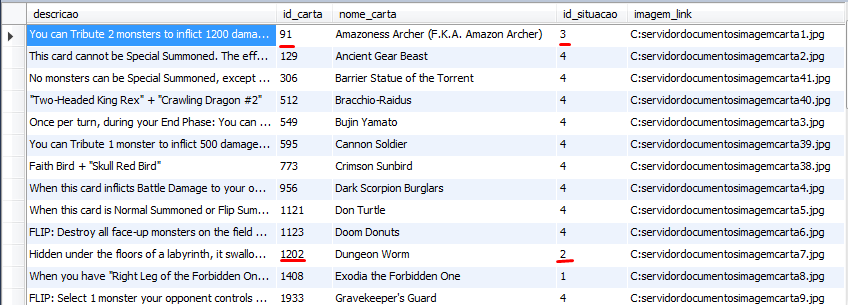 descricao id_carta nome_carta id_situacao imagem_link
You can Tribute 2 monsters to inflict 1200 dama... 91 Amazoness Archer (F.K.A. Amazon Archer) 3 C:servidordocumentosimagemcarta1.jpg
This card cannot be Special Summoned. The eff... 129 Ancient Gear Beast 4 C:servidordocumentosimagemcarta2.jpg
No monsters can be Special Summoned, except ... 306 Barrier Statue of the Torrent 4 C:servidordocumentosimagemcarta41.jpg
"Two-Headed King Rex" + "Crawling Dragon #2" 512 Bracchio-Raidus 4 C:servidordocumentosimagemcarta40.jpg
Once per turn, during your End Phase: You can ... 549 Bujin Yamato 4 C:servidordocumentosimagemcarta3.jpg
You can Tribute 1 monster to inflict 500 damage... 595 Cannon Soldier 4 C:servidordocumentosimagemcarta39.jpg
Faith Bird + "Skull Red Bird" 773 Crimson Sunbird 4 C:servidordocumentosimagemcarta38.jpg
When this card inflicts Battle Damage to your o... 956 Dark Scorpion Burglars 4 C:servidordocumentosimagemcarta4.jpg
When this card is Normal Summoned or Flip Sum... 1121 Don Turtle 4 C:servidordocumentosimagemcarta5.jpg
FLIP: Destroy all face-up monsters on the field ... 1123 Doom Donuts 4 C:servidordocumentosimagemcarta6.jpg
Hidden under the floors of a labyrinth, it swallo... 1202 Dungeon Worm 2 C:servidordocumentosimagemcarta7.jpg
When you have "Right Leg of the Forbidden On... 1408 Exodia the Forbidden One 1 C:servidordocumentosimagemcarta8.jpg
FLIP: Select 1 monster your opponent controls ... 1933 Gravekeeper's Guard 4 C:servidordocumentosimagemcarta9.jpg